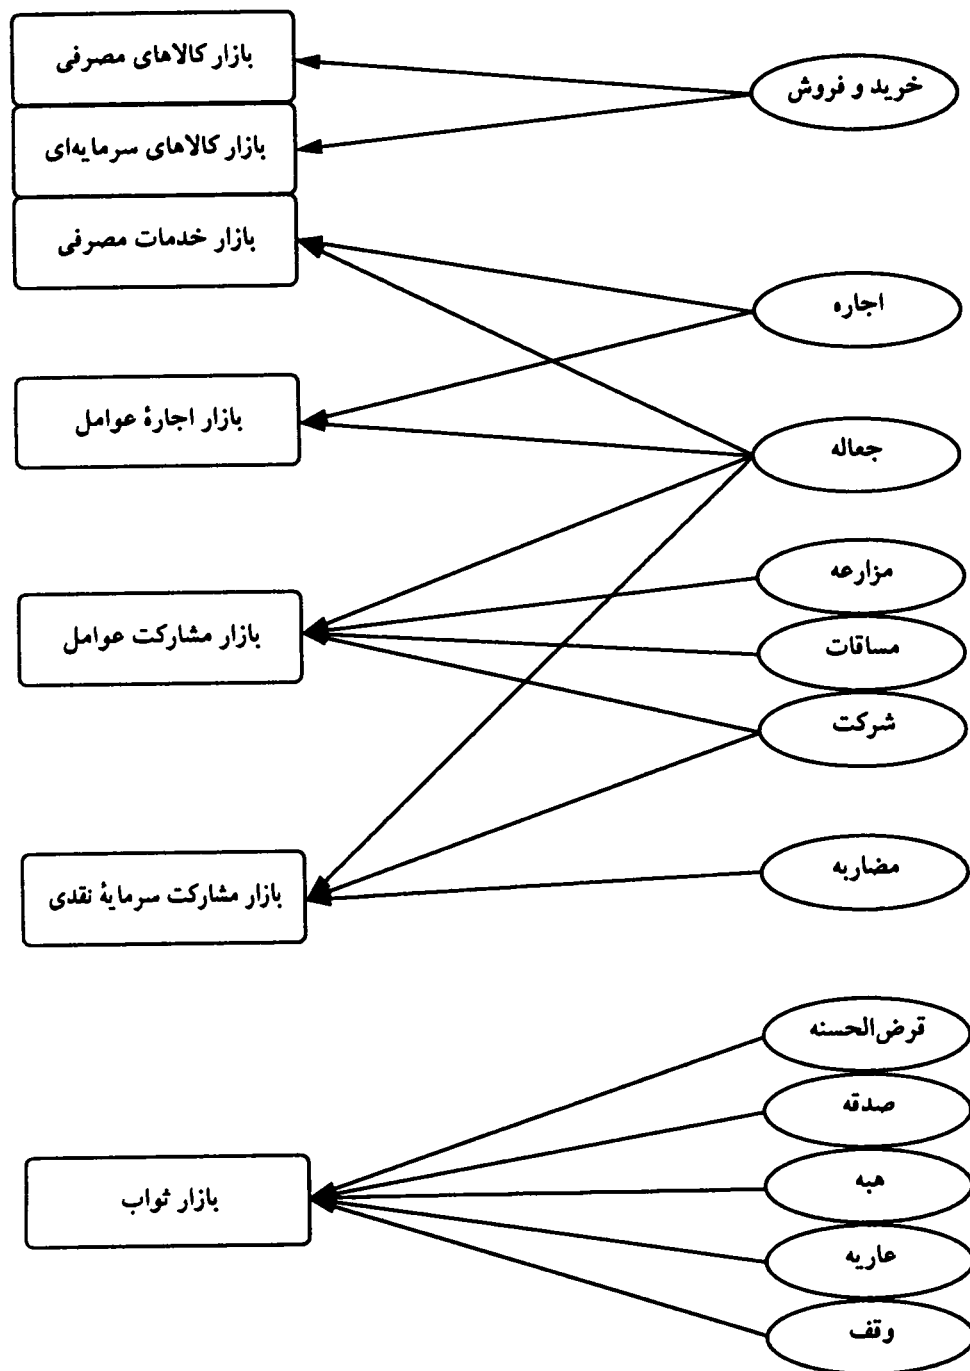 خرید و فروش
بازار کالاهای مصرفی
بازار کالاهای سرمایه‌ای
بازار خدمات مصرفی
اجاره
بازار اجارهٔ عوامل
جعاله
مزارعه
بازار مشارکت عوامل
مساقات
شرکت
مضاربه
بازار مشارکت سرمایهٔ نقدی
قرض‌الحسنه
صدقه
هبه
بازار ثواب
عاریه
وقف